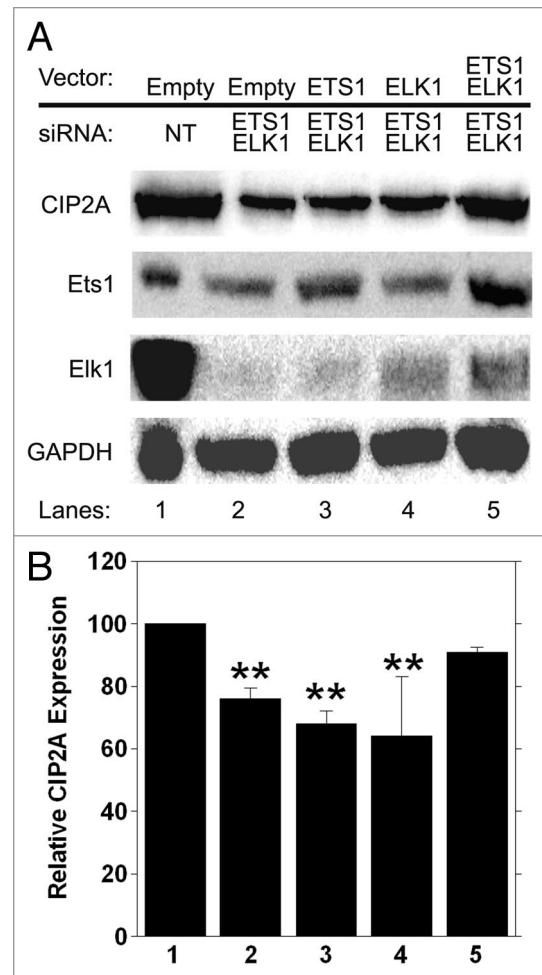 A
Vector: Empty Empty ETS1 ELK1 ETS1 ELK1
siRNA: NT ETS1 ELK1 ETS1 ELK1 ETS1 ELK1 ETS1 ELK1
CIP2A
Ets1
Elk1
GAPDH
Lanes: 1 2 3 4 5
B
Relative CIP2A Expression
120
100
80
60
40
20
0
** ** **
1 2 3 4 5